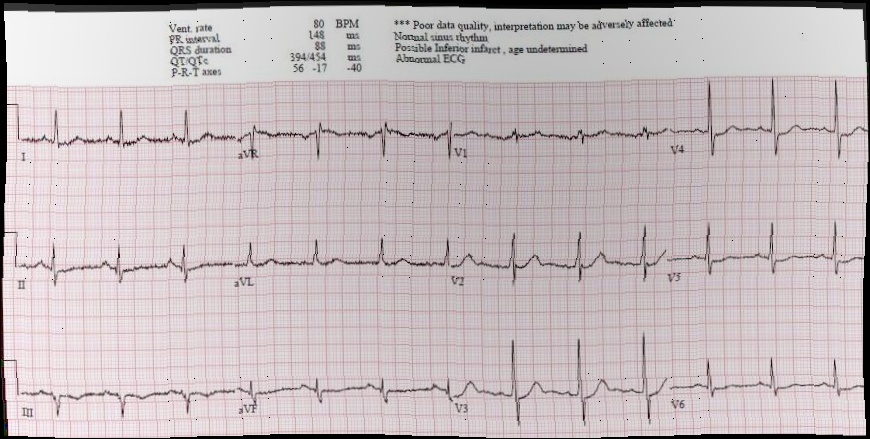 Vent. rate 80 BPM
PR interval 148 ms
QRS duration 88 ms
QT/QTc 394/454 ms
P-R-T axes 56 -17 -40
*** Poor data quality, interpretation may be adversely affected
Normal sinus rhythm
Possible Inferior infarct , age undetermined
Abnormal ECG
I aVR V1 V4
II aVL V2 V5
III aVF V3 V6